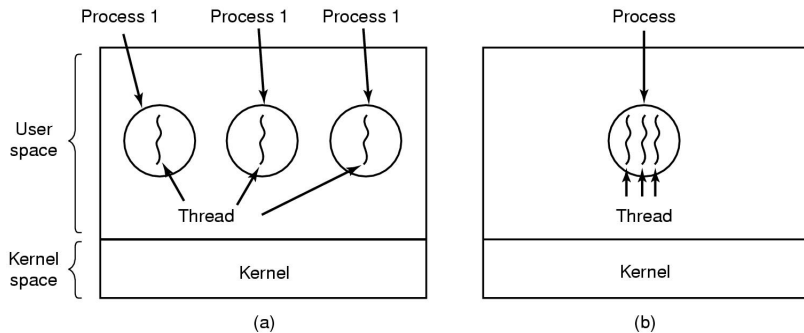 Process 1
Process 1
Process 1
Process
User
space
Thread
Thread
Kernel
space
Kernel
Kernel
(a)
(b)